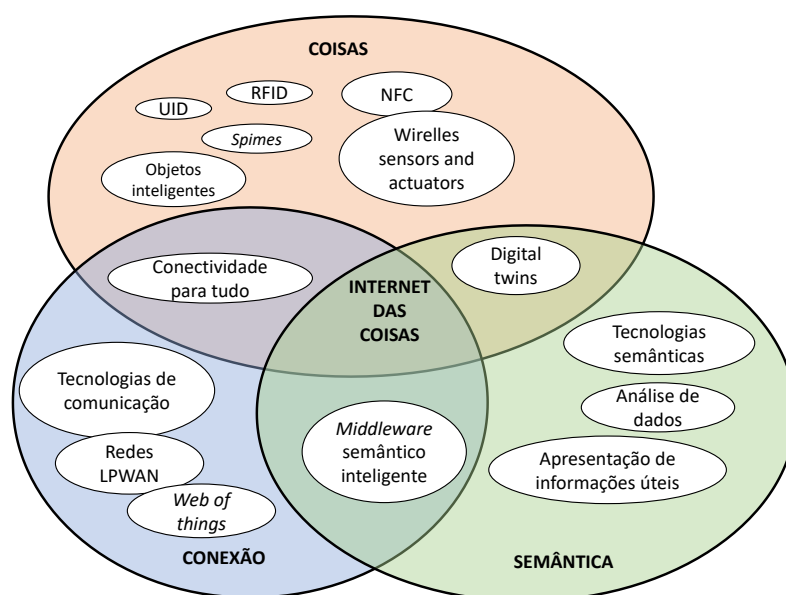 COISAS
UID
RFID
NFC
Spimes
Objetos
inteligentes
Wirelles
sensors and
actuators
Conectividade
para tudo
INTERNET
DAS
COISAS
Digital
twins
Tecnologias de
comunicação
Redes
LPWAN
Web of
things
CONEXÃO
Middleware
semântico
inteligente
Tecnologias
semânticas
Análise de
dados
Apresentação de
informações úteis
SEMÂNTICA